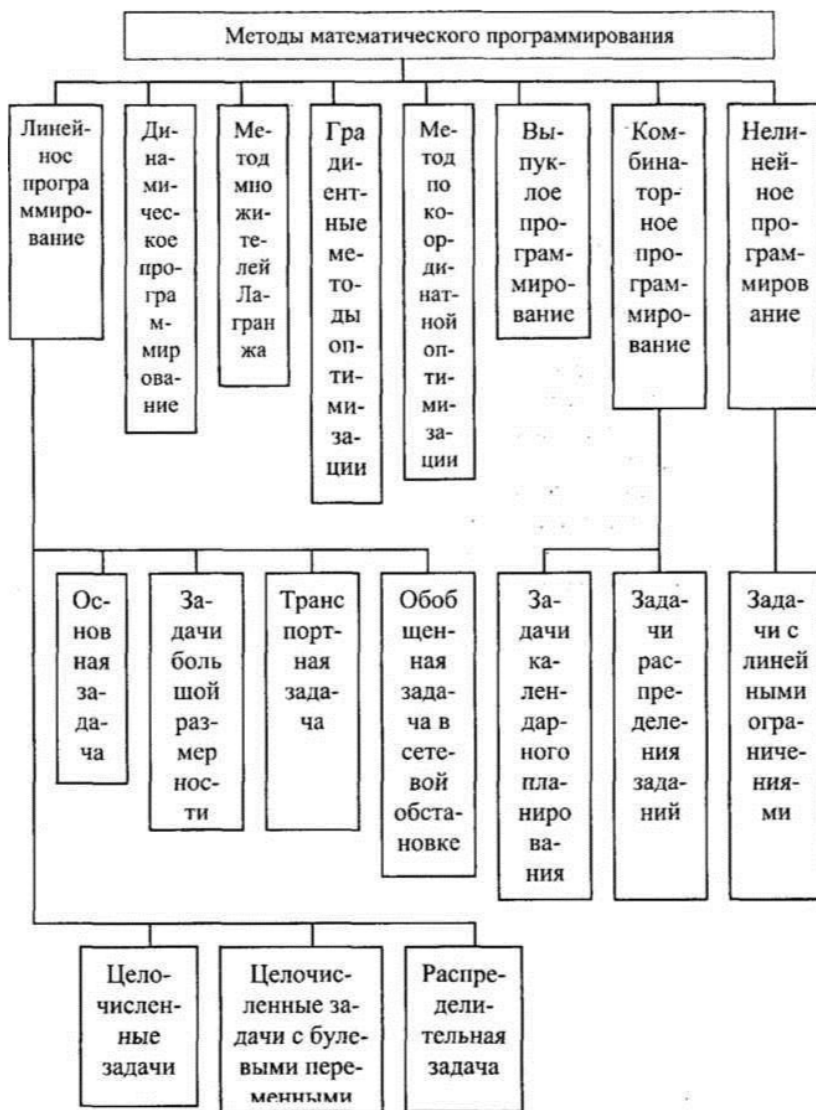 Методы математического программирования
Линей-
ное
програ
ммиро-
вание
Ди-
на-
ми-
чес-
кое
про-
гра
м-
мир
ова-
ние
Ме-
тод
мно
жи-
те-
лей
Ла-
гран
жа
Гра
ди-
ент-
ные
ме-
то-
ды
оп-
ти-
ми-
за-
ции
Ме-
тод
по
ко-
ор-
ди-
нат-
ной
оп-
ти-
ми-
за-
ции
Вы-
пук-
лое
про-
грам-
миро-
вание
Ком-
бина-
тор-
ное
про-
грам-
миро-
вание
Нели-
ней-
ное
про-
грам-
миров
ание
Ос-
нов
ная
за-
да-
ча
За-
дачи
боль
шой
раз-
мер
нос-
ти
Транс
порт-
ная
зада-
ча
Обоб
щен-
ная
зада-
ча в
сете-
вой
обста-
новке
За-
дачи
ка-
лен-
дар-
ного
пла-
ниро
ва-
ния
Зада-
чи
рас-
пре-
деле-
ния
зада-
ний
Зада-
чи с
линей
ными
огра-
ниче-
ния-
ми
Цело-
числен-
ные
задачи
Целочис-
ленные за-
дачи с буле-
выми пере-
менными
Распре-
дели-
тельная
задача